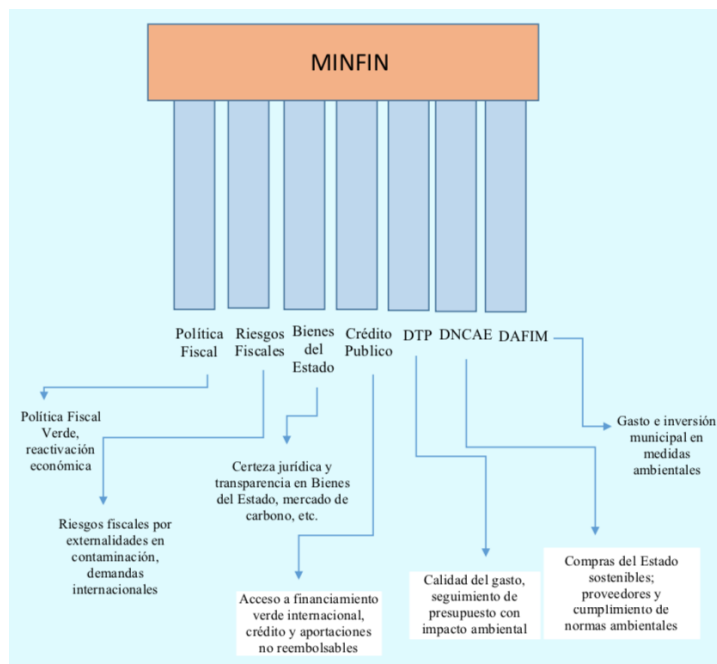 MINFIN
Política
Fiscal
Riesgos
Fiscales
Bienes
del
Estado
Crédito
Publico
DTP
DNCAE
DAFIM
Política Fiscal
Verde,
reactivación
económica
Riesgos fiscales por
externalidades en
contaminación,
demandas
internacionales
Certeza jurídica y
transparencia en Bienes
del Estado, mercado de
carbono, etc.
Acceso a financiamiento
verde internacional,
crédito y aportaciones
no reembolsables
Calidad del gasto,
seguimiento de
presupuesto con
impacto ambiental
Compras del Estado
sostenibles;
proveedores y
cumplimiento de
normas ambientales
Gasto e inversión
municipal en
medidas
ambientales